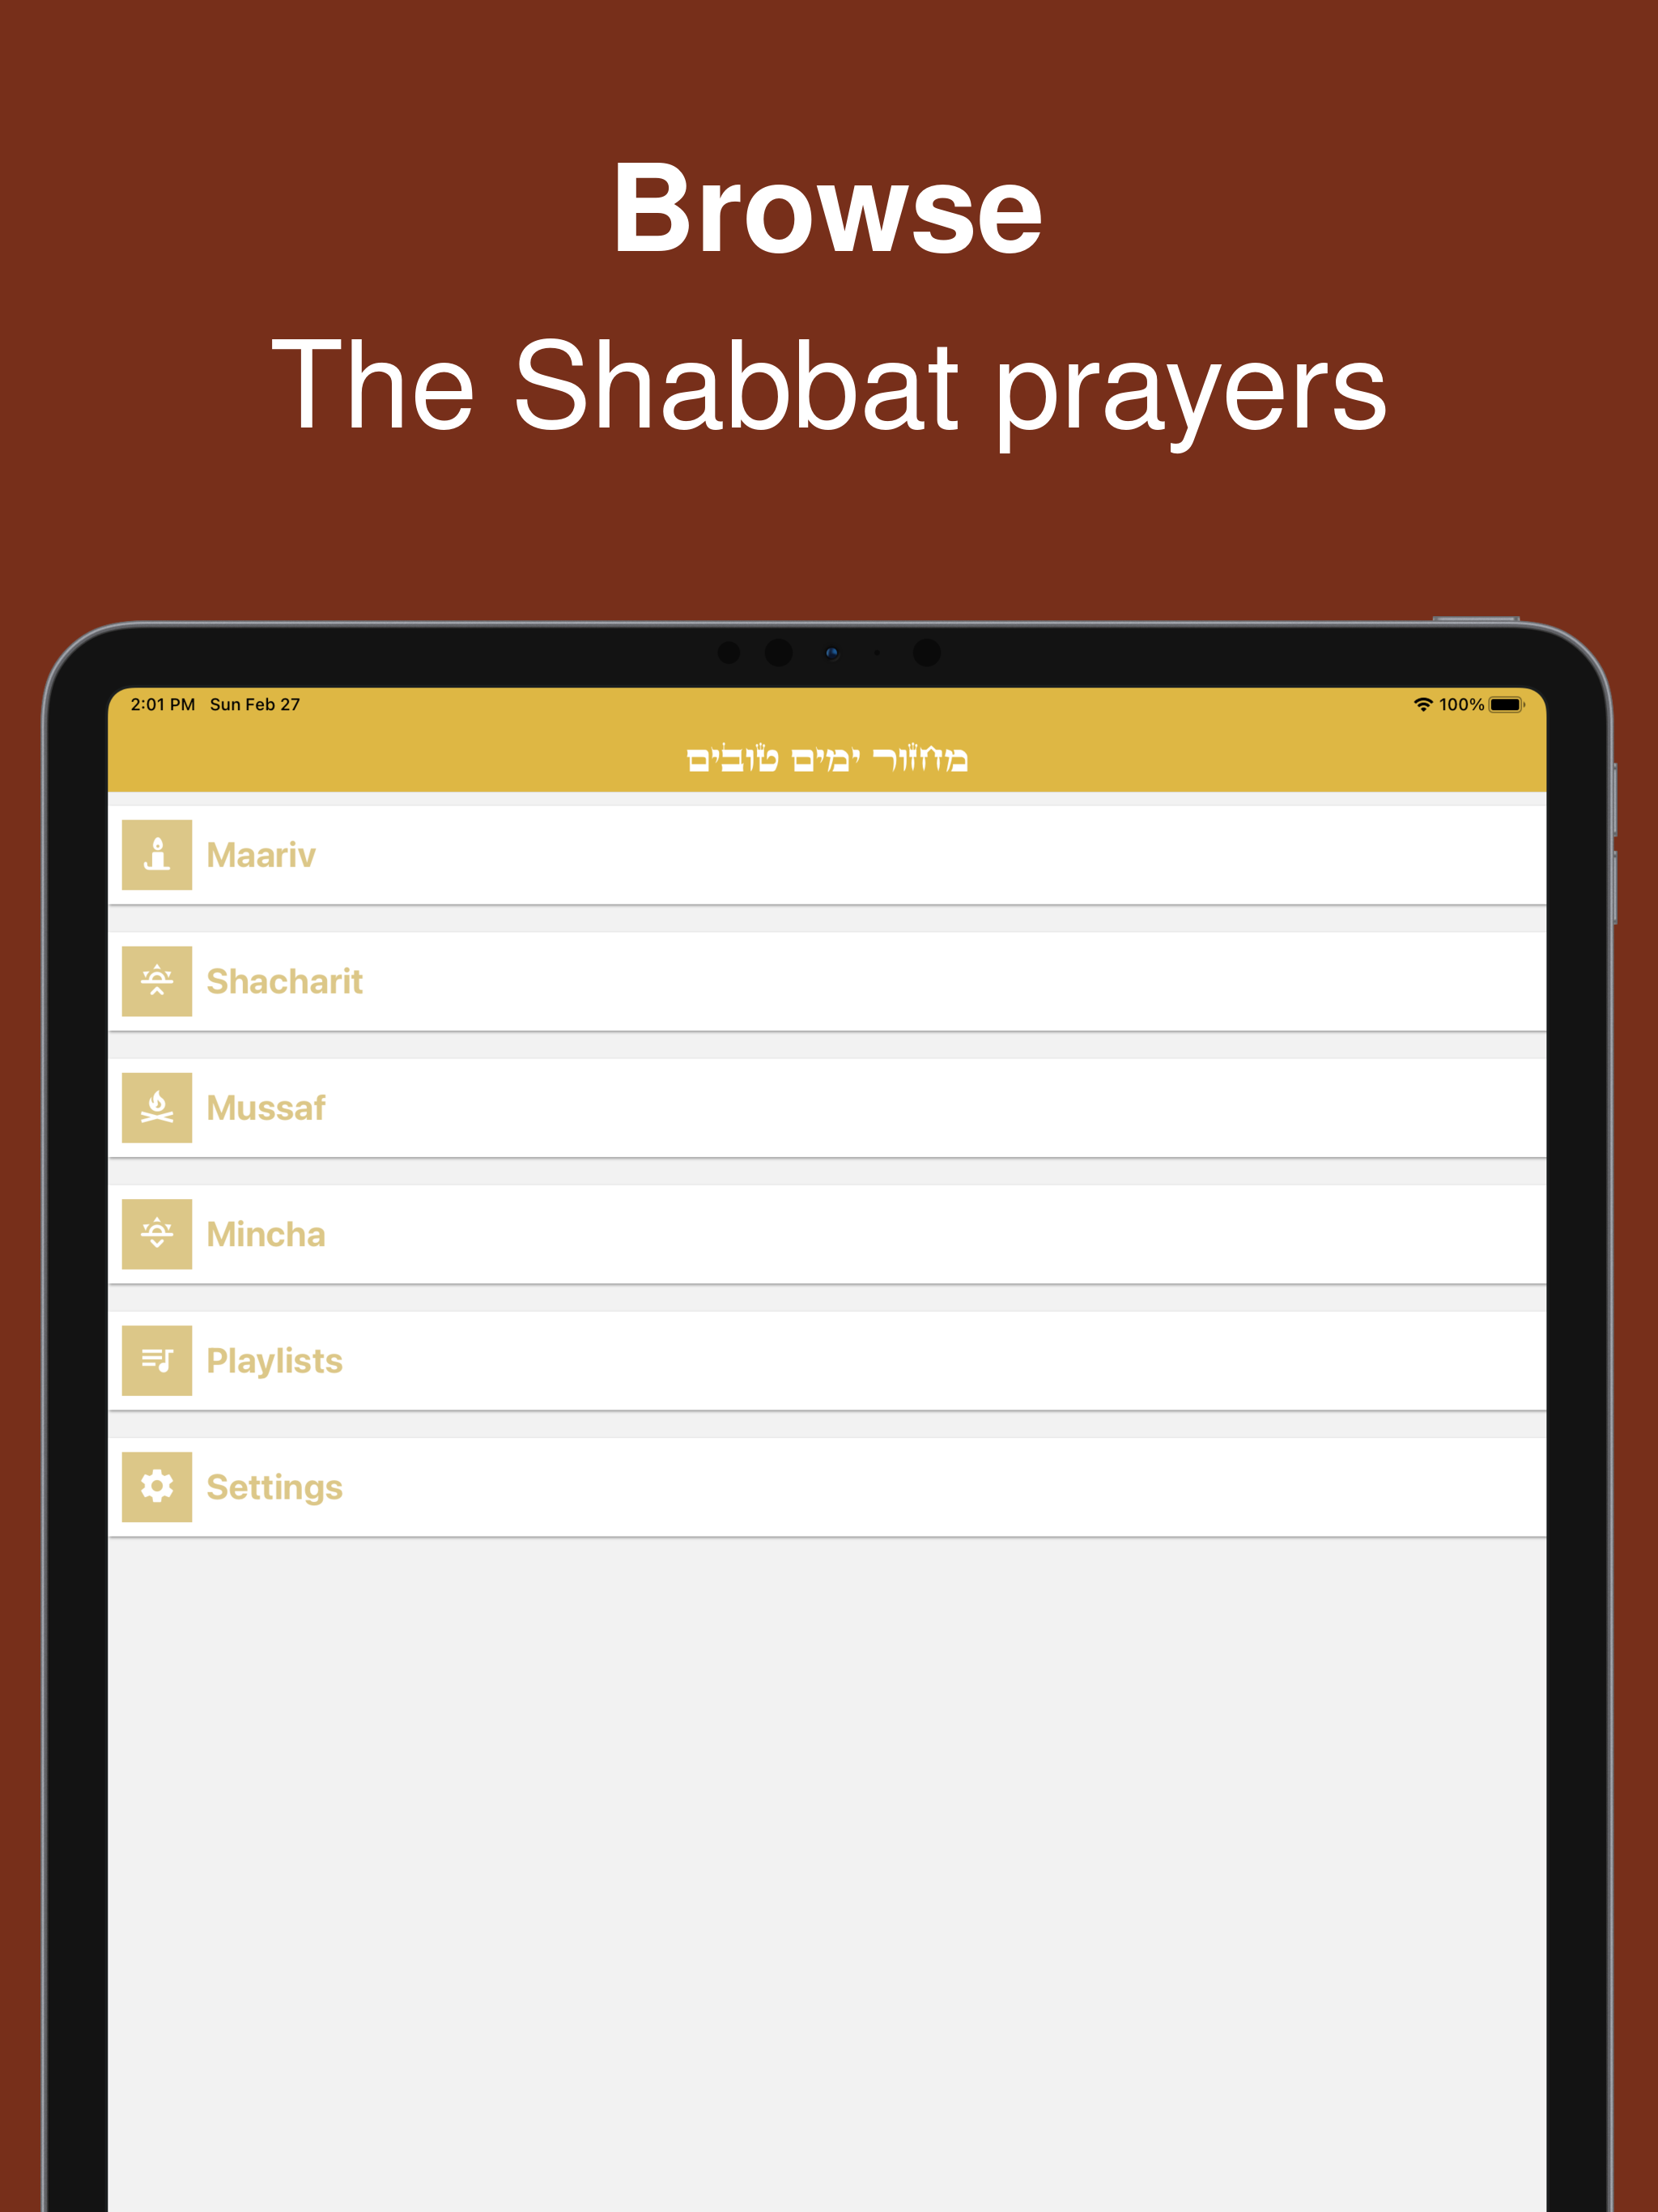 Browse
The Shabbat prayers
2:01 PM Sun Feb 27 100%
מחזור ימים טובים
Maariv
Shacharit
Mussaf
Mincha
Playlists
Settings